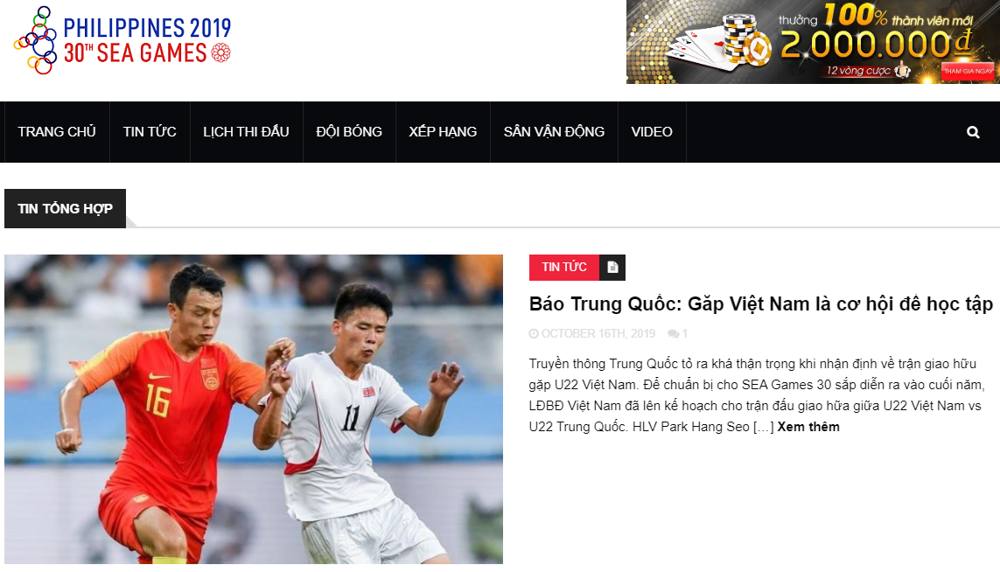 PHILIPPINES 2019
30TH SEA GAMES
thưởng 100% thành viên mới
2.000.000đ
12 vòng cược
THAM GIA NGAY
TRANG CHỦ TIN TỨC LỊCH THI ĐẤU ĐỘI BÓNG XẾP HẠNG SÂN VẬN ĐỘNG VIDEO
TIN TỔNG HỢP
TIN TỨC
Báo Trung Quốc: Gặp Việt Nam là cơ hội để học tập
OCTOBER 16TH, 2019 1
Truyền thông Trung Quốc tỏ ra khá thận trọng khi nhận định về trận giao hữu
gặp U22 Việt Nam. Để chuẩn bị cho SEA Games 30 sắp diễn ra vào cuối năm,
LĐBĐ Việt Nam đã lên kế hoạch cho trận đấu giao hữa giữa U22 Việt Nam vs
U22 Trung Quốc. HLV Park Hang Seo […] Xem thêm
16
11